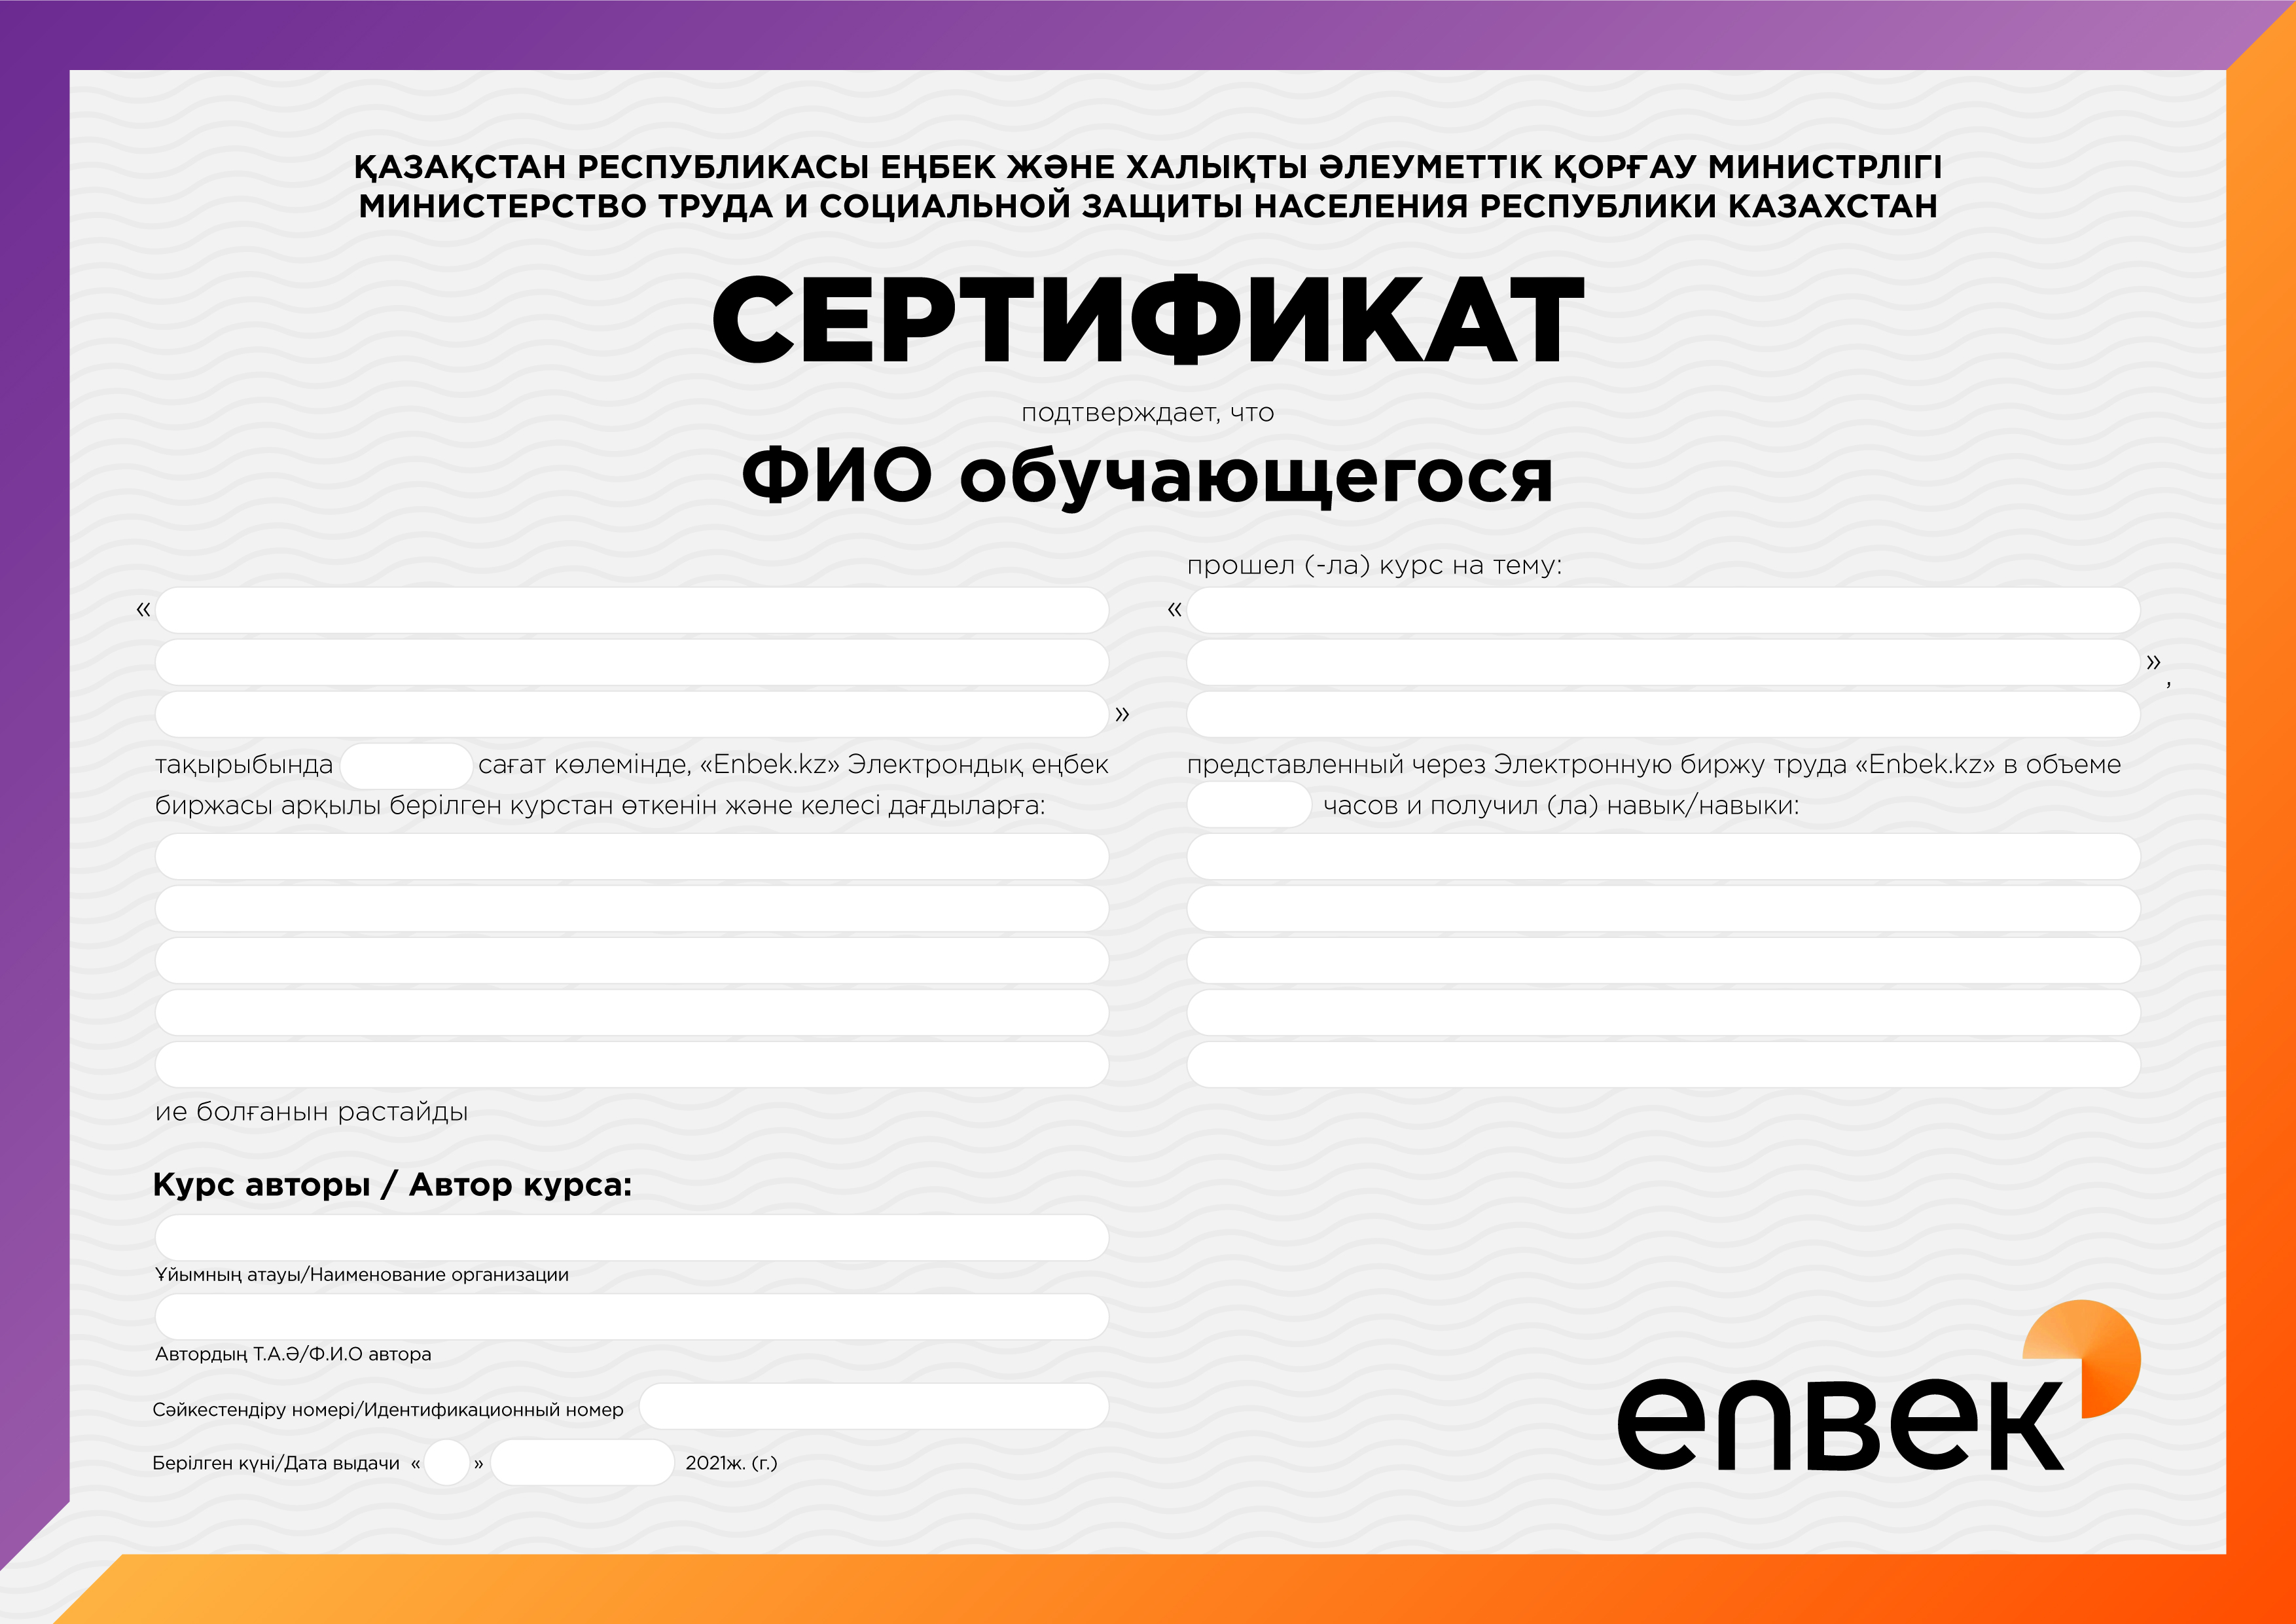 ҚАЗАҚСТАН РЕСПУБЛИКАСЫ ЕҢБЕК ЖӘНЕ ХАЛЫҚТЫ ӘЛЕУМЕТТІК ҚОРҒАУ МИНИСТРЛІГІ
МИНИСТЕРСТВО ТРУДА И СОЦИАЛЬНОЙ ЗАЩИТЫ НАСЕЛЕНИЯ РЕСПУБЛИКИ КАЗАХСТАН
СЕРТИФИКАТ
подтверждает, что
ФИО обучающегося
« »
тақырыбында сағат көлемінде, «Enbek.kz» Электрондық еңбек
биржасы арқылы берілген курстан өткенін және келесі дағдыларға:
ие болғанын растайды
прошел (-ла) курс на тему:
« »,
представленный через Электронную биржу труда «Enbek.kz» в объеме
часов и получил (ла) навык/навыки:
Курс авторы / Автор курса:
Ұйымның атауы/Наименование организации
Автордың Т.А.Ә/Ф.И.О автора
Сәйкестендіру номері/Идентификационный номер
Берілген күні/Дата выдачи « » 2021ж. (г.)
enbek